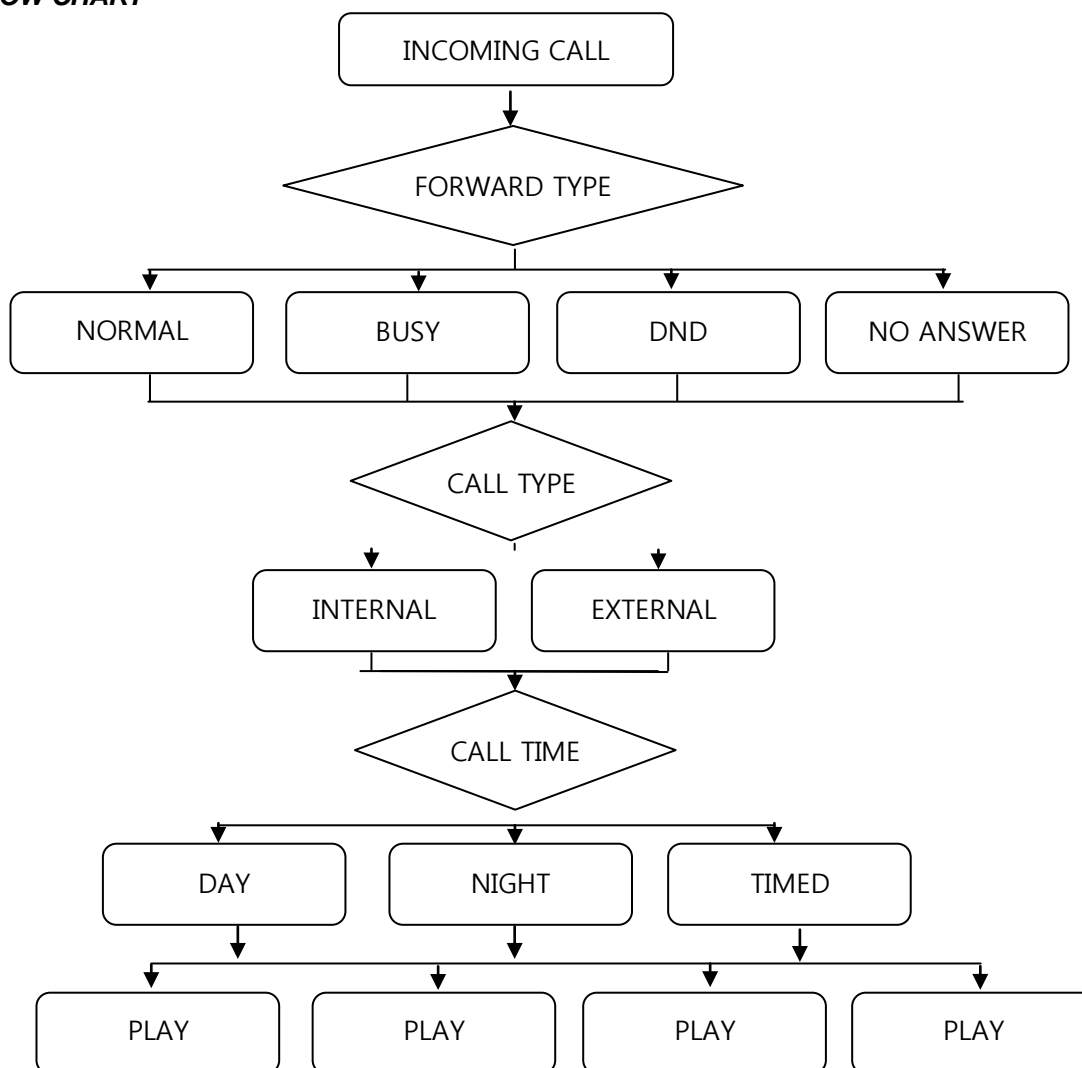 CHART
INCOMING CALL
FORWARD TYPE
NORMAL BUSY DND NO ANSWER
CALL TYPE
INTERNAL EXTERNAL
CALL TIME
DAY NIGHT TIMED
PLAY PLAY PLAY PLAY